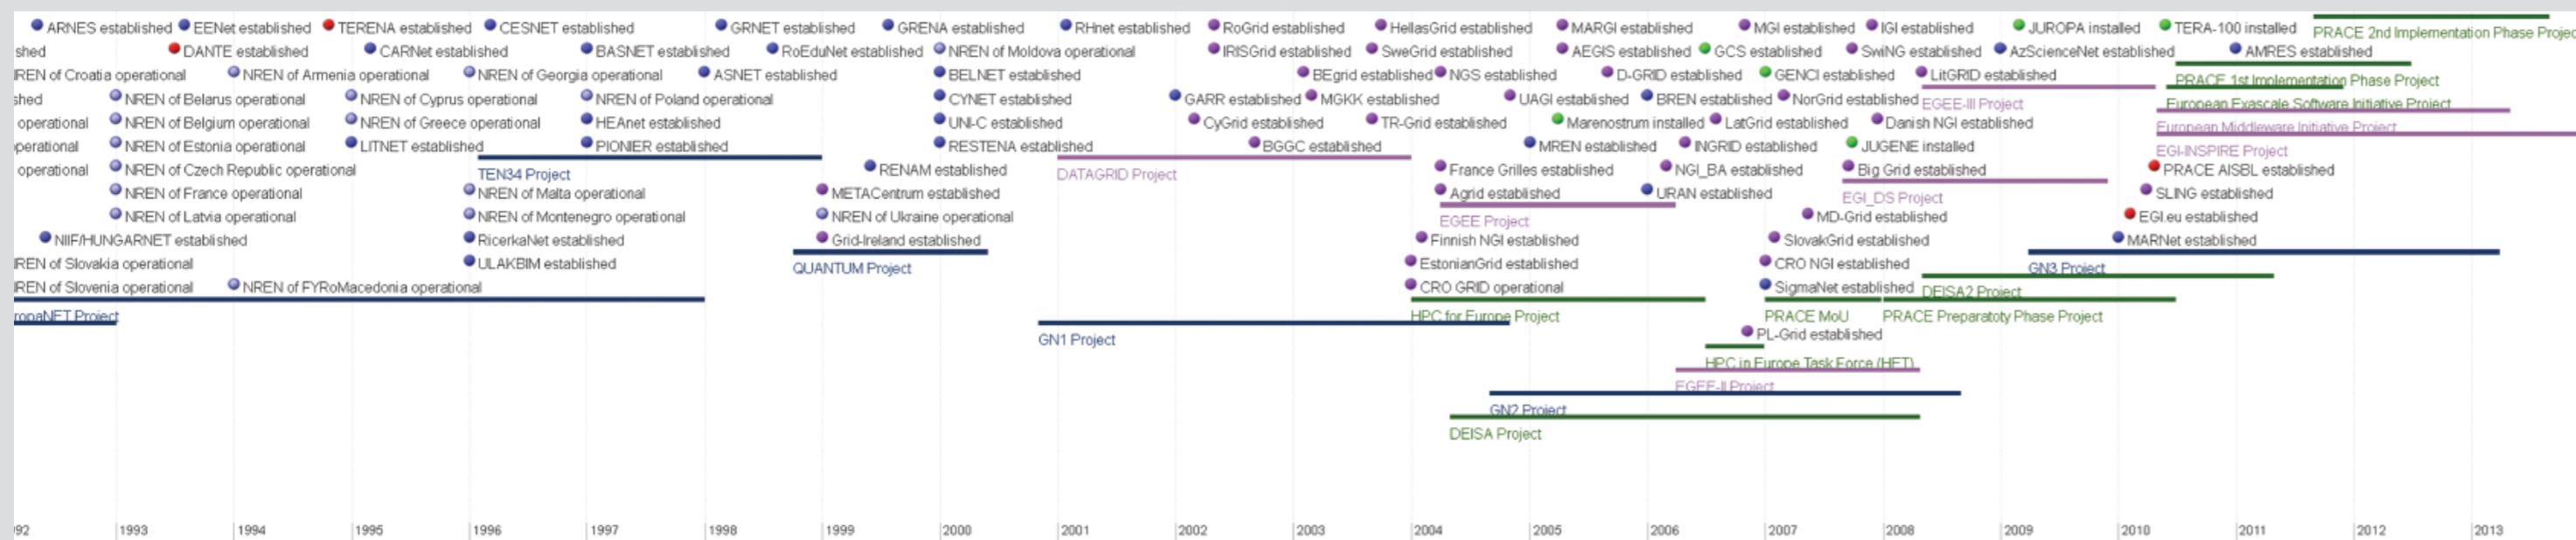 ARNES established EENet established TERENA established CESNET established GRNET established GRENA established RHnet established RoGrid established HellasGrid established MARGI established MGI established IGI established JUROPA installed TERA-100 installed
PRACE 2nd Implementation Phase Projec
shed DANTE established CARNet established BASNET established RoEduNet established NREN of Moldova operational IRISGrid established SweGrid established AEGIS established GCS established SwiNG established AzScienceNet established AMRES established
REN of Croatia operational NREN of Armenia operational NREN of Georgia operational ASNET established BELNET established BEgrid established NGS established D-GRID established GENCI established LitGRID established PRACE 1st Implementation Phase Project
shed NREN of Belarus operational NREN of Cyprus operational NREN of Poland operational CYNET established GARR established MGKK established UAGI established BREN established NorGrid established EGEE-III Project European Exascale Software Initiative Project
operational NREN of Belgium operational NREN of Greece operational HEAnet established UNI-C established CyGrid established TR-Grid established Marenostrum installed LatGrid established Danish NGI established European Middleware Initiative Project
perational NREN of Estonia operational LITNET established PIONIER established RESTENA established BGGC established MREN established INGRID established JUGENE installed EGI-INSPIRE Project
operational NREN of Czech Republic operational TEN34 Project RENAM established DATAGRID Project France Grilles established NGI_BA established Big Grid established PRACE AISBL established
NREN of France operational NREN of Malta operational METACentrum established Agrid established URAN established EGI_DS Project SLING established
NREN of Latvia operational NREN of Montenegro operational NREN of Ukraine operational EGEE Project MD-Grid established EGI.eu established
NIIF/HUNGARNET established RicerkaNet established Grid-Ireland established Finnish NGI established SlovakGrid established MARNet established
REN of Slovakia operational ULAKBIM established QUANTUM Project EstonianGrid established CRO NGI established GN3 Project
REN of Slovenia operational NREN of FYRoMacedonia operational CRO GRID operational SigmaNet established DEISA2 Project
ropaNET Project HPC for Europe Project PRACE MoU PRACE Preparatoty Phase Project
GN1 Project PL-Grid established
HPC in Europe Task Force (HET)
EGEE-II Project
GN2 Project
DEISA Project
92 1993 1994 1995 1996 1997 1998 1999 2000 2001 2002 2003 2004 2005 2006 2007 2008 2009 2010 2011 2012 2013